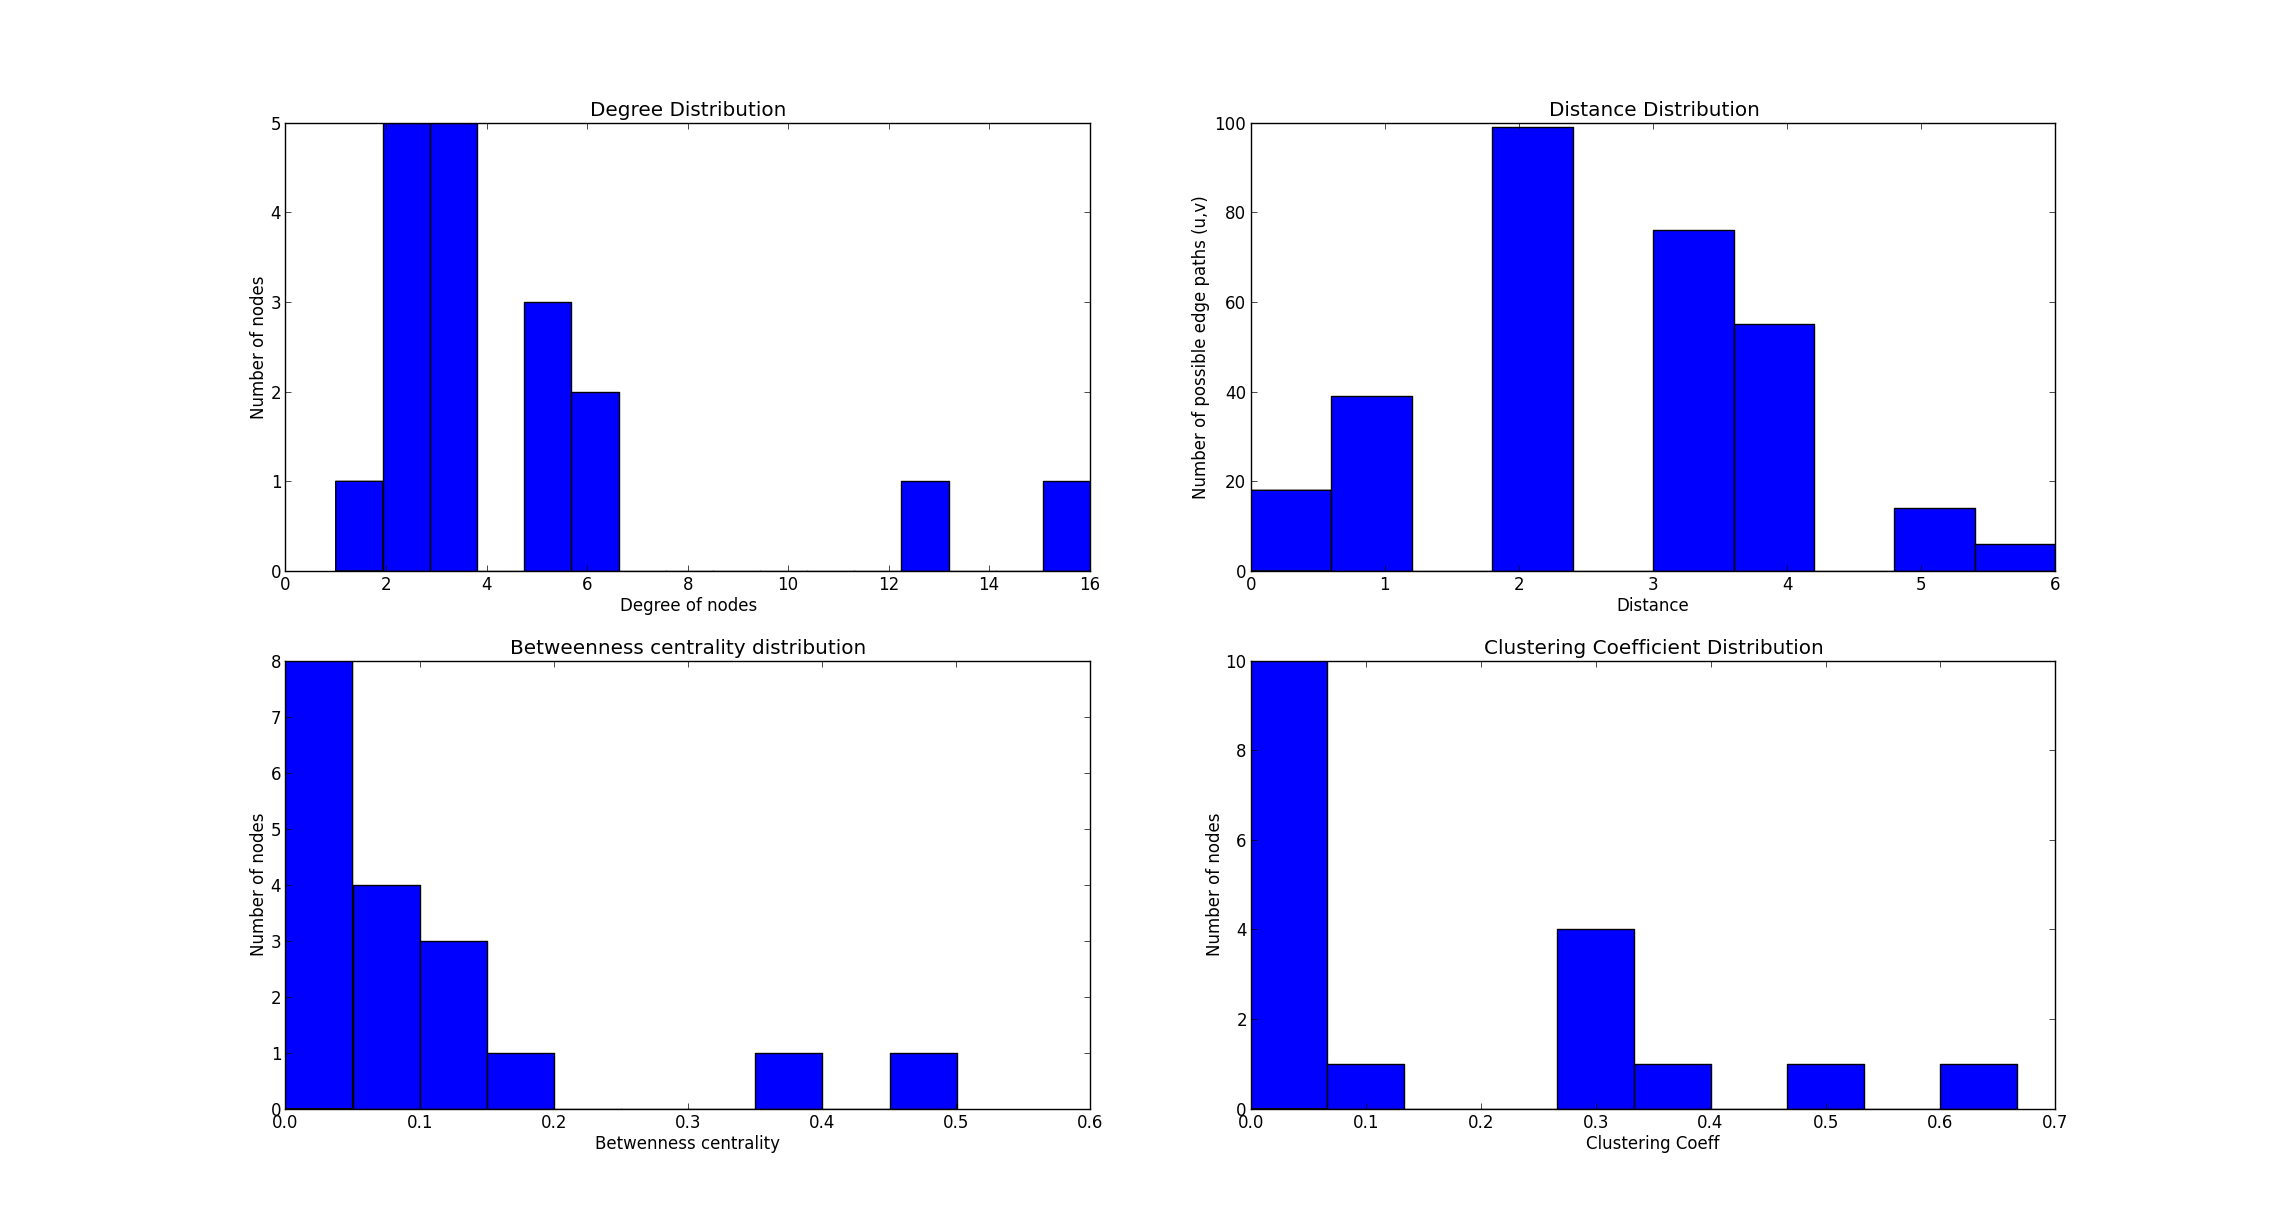 Degree Distribution
5
4
3
2
1
0
Number of nodes
0 2 4 6 8 10 12 14 16
Degree of nodes
Distance Distribution
100
80
60
40
20
0
Number of possible edge paths (u,v)
0 1 2 3 4 5 6
Distance
Betweenness centrality distribution
8
7
6
5
4
3
2
1
0
Number of nodes
0.0 0.1 0.2 0.3 0.4 0.5 0.6
Betwenness centrality
Clustering Coefficient Distribution
10
8
6
4
2
0
Number of nodes
0.0 0.1 0.2 0.3 0.4 0.5 0.6 0.7
Clustering Coeff